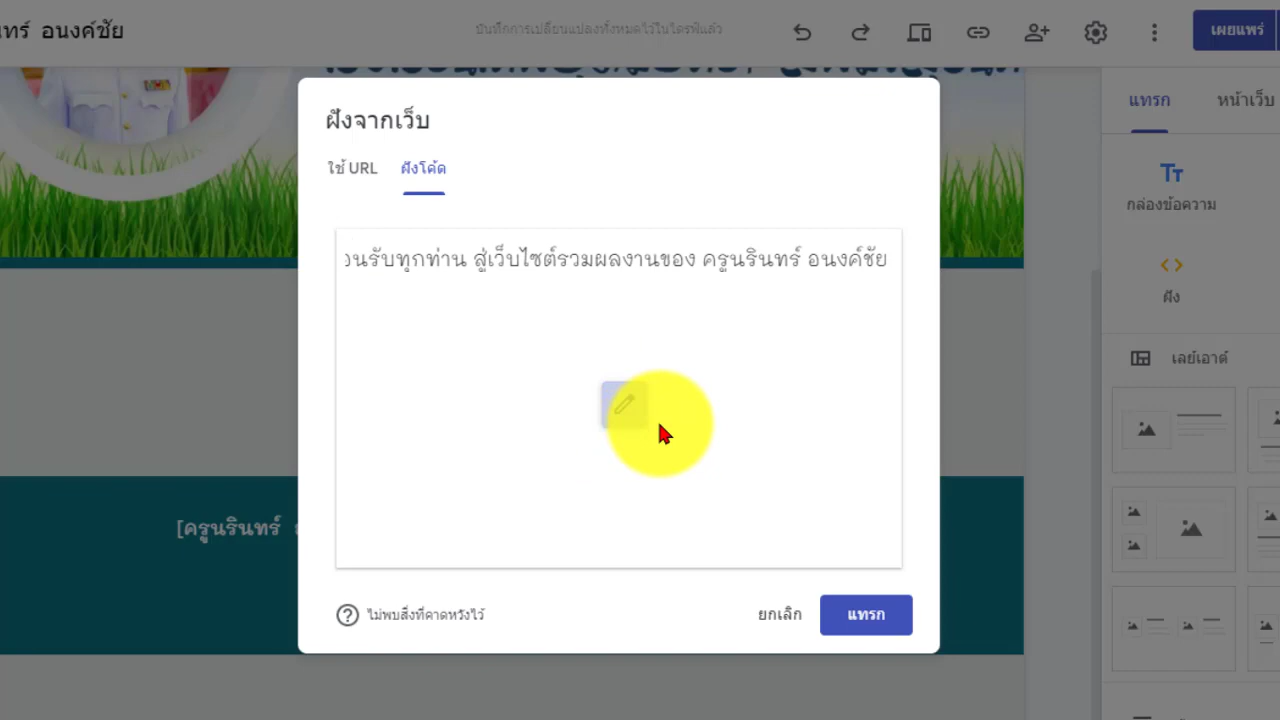 อนงค์ชัย
บันทึกการเปลี่ยนแปลงทั้งหมดไว้ในไดรฟ์แล้ว
เผยแพร่
ฝังจากเว็บ
ใช้ URL
ฝังโค้ด
แทรก
หน้าเว็บ
กล่องข้อความ
ฝัง
เลย์เอาต์
อนรับทุกท่าน สู่เว็บไซต์รวมผลงานของ ครูนรินทร์ อนงค์ชัย
[ครูนรินทร์
ไม่พบสิ่งที่คาดหวังไว้
ยกเลิก
แทรก